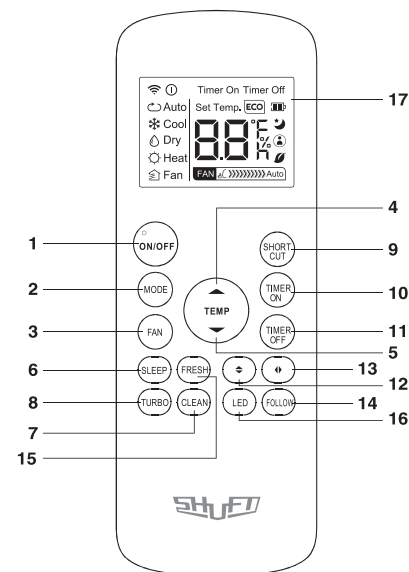 Timer On Timer Off
Auto Set Temp. ECO
Cool
Dry
Heat
Fan
8.8 °F % h
FAN Auto
17
4
1
ON/OFF
SHORT CUT
9
2
MODE
TEMP
TIMER ON
10
3
FAN
TIMER OFF
11
5
6
SLEEP
FRESH
13
12
8
TURBO
CLEAN
LED
FOLLOW
14
7
16
15
SHUFT